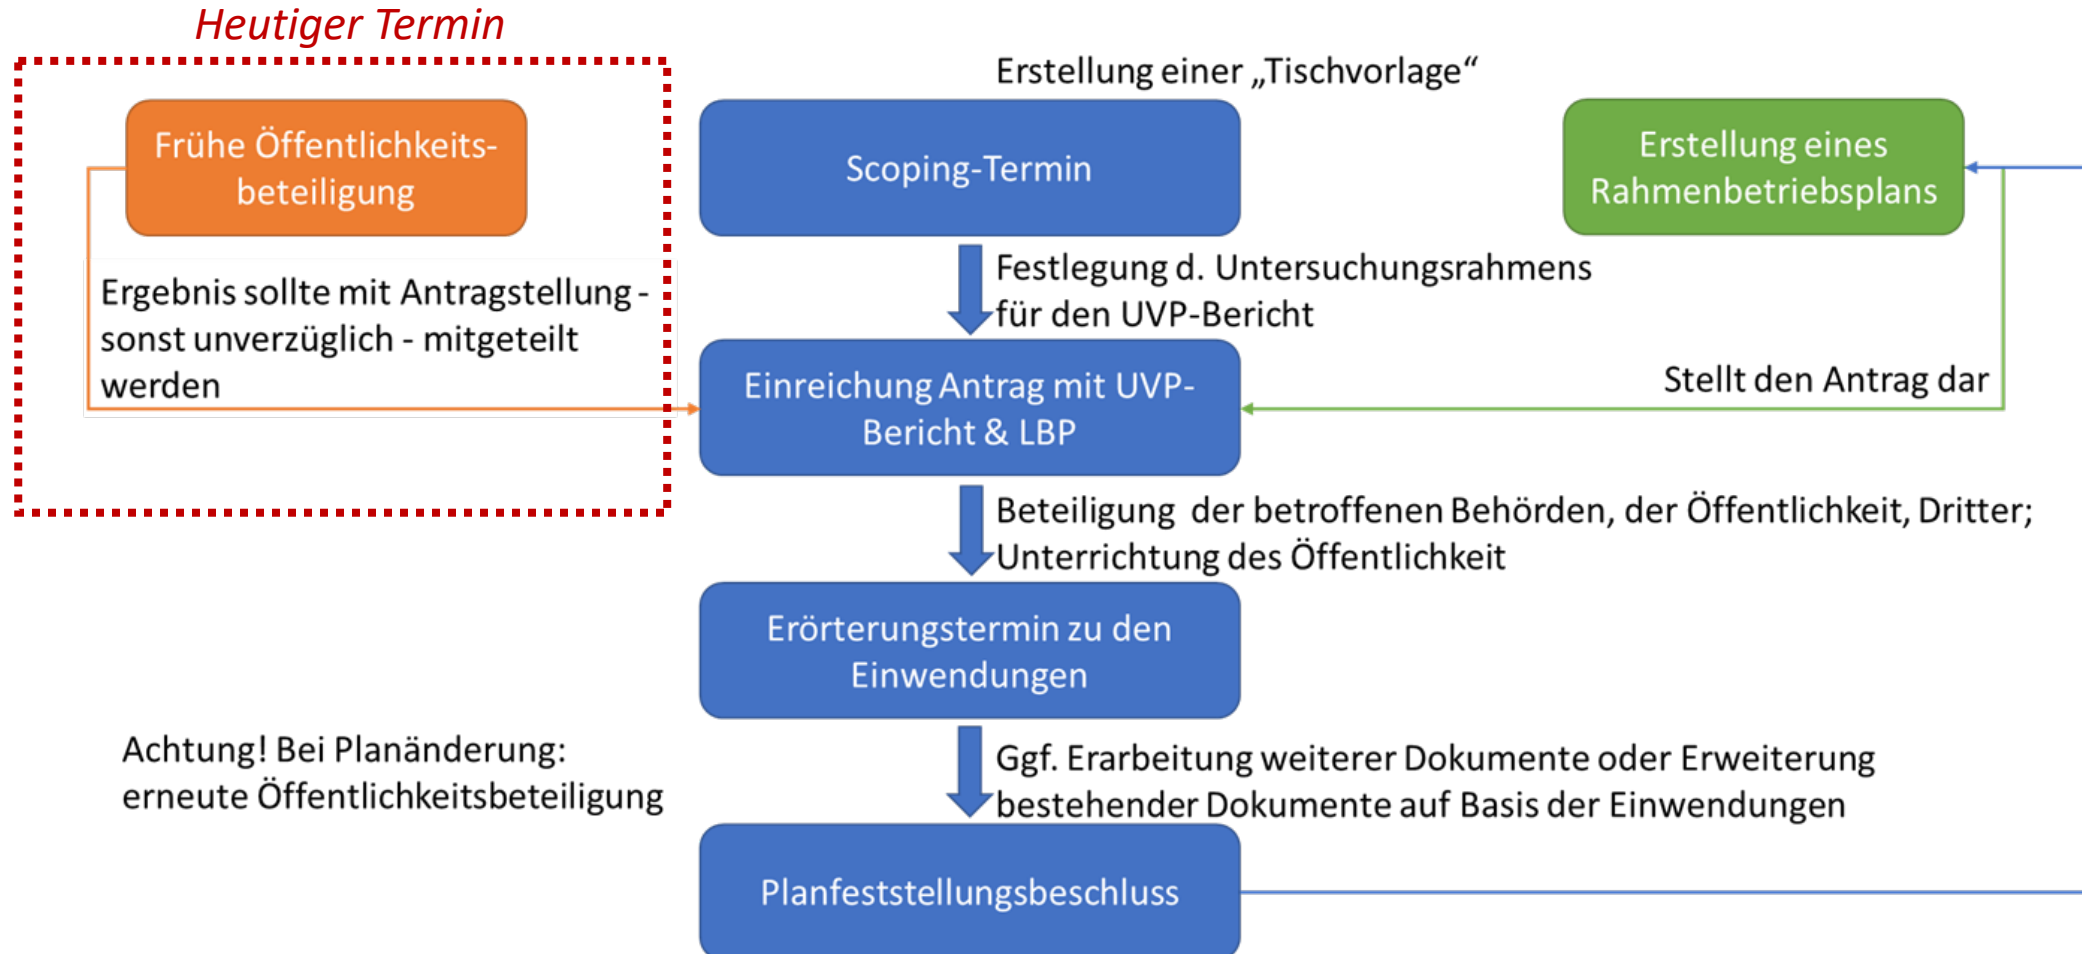 Heutiger Termin
Frühe Öffentlichkeits-
beteiligung
Ergebnis sollte mit Antragstellung -
sonst unverzüglich - mitgeteilt
werden
Erstellung einer „Tischvorlage“
Scoping-Termin
Festlegung d. Untersuchungsrahmens
für den UVP-Bericht
Einreichung Antrag mit UVP-
Bericht & LBP
Beteiligung der betroffenen Behörden, der Öffentlichkeit, Dritter;
Unterrichtung des Öffentlichkeit
Erörterungstermin zu den
Einwendungen
Ggf. Erarbeitung weiterer Dokumente oder Erweiterung
bestehender Dokumente auf Basis der Einwendungen
Planfeststellungsbeschluss
Erstellung eines
Rahmenbetriebsplans
Stellt den Antrag dar
Achtung! Bei Planänderung:
erneute Öffentlichkeitsbeteiligung